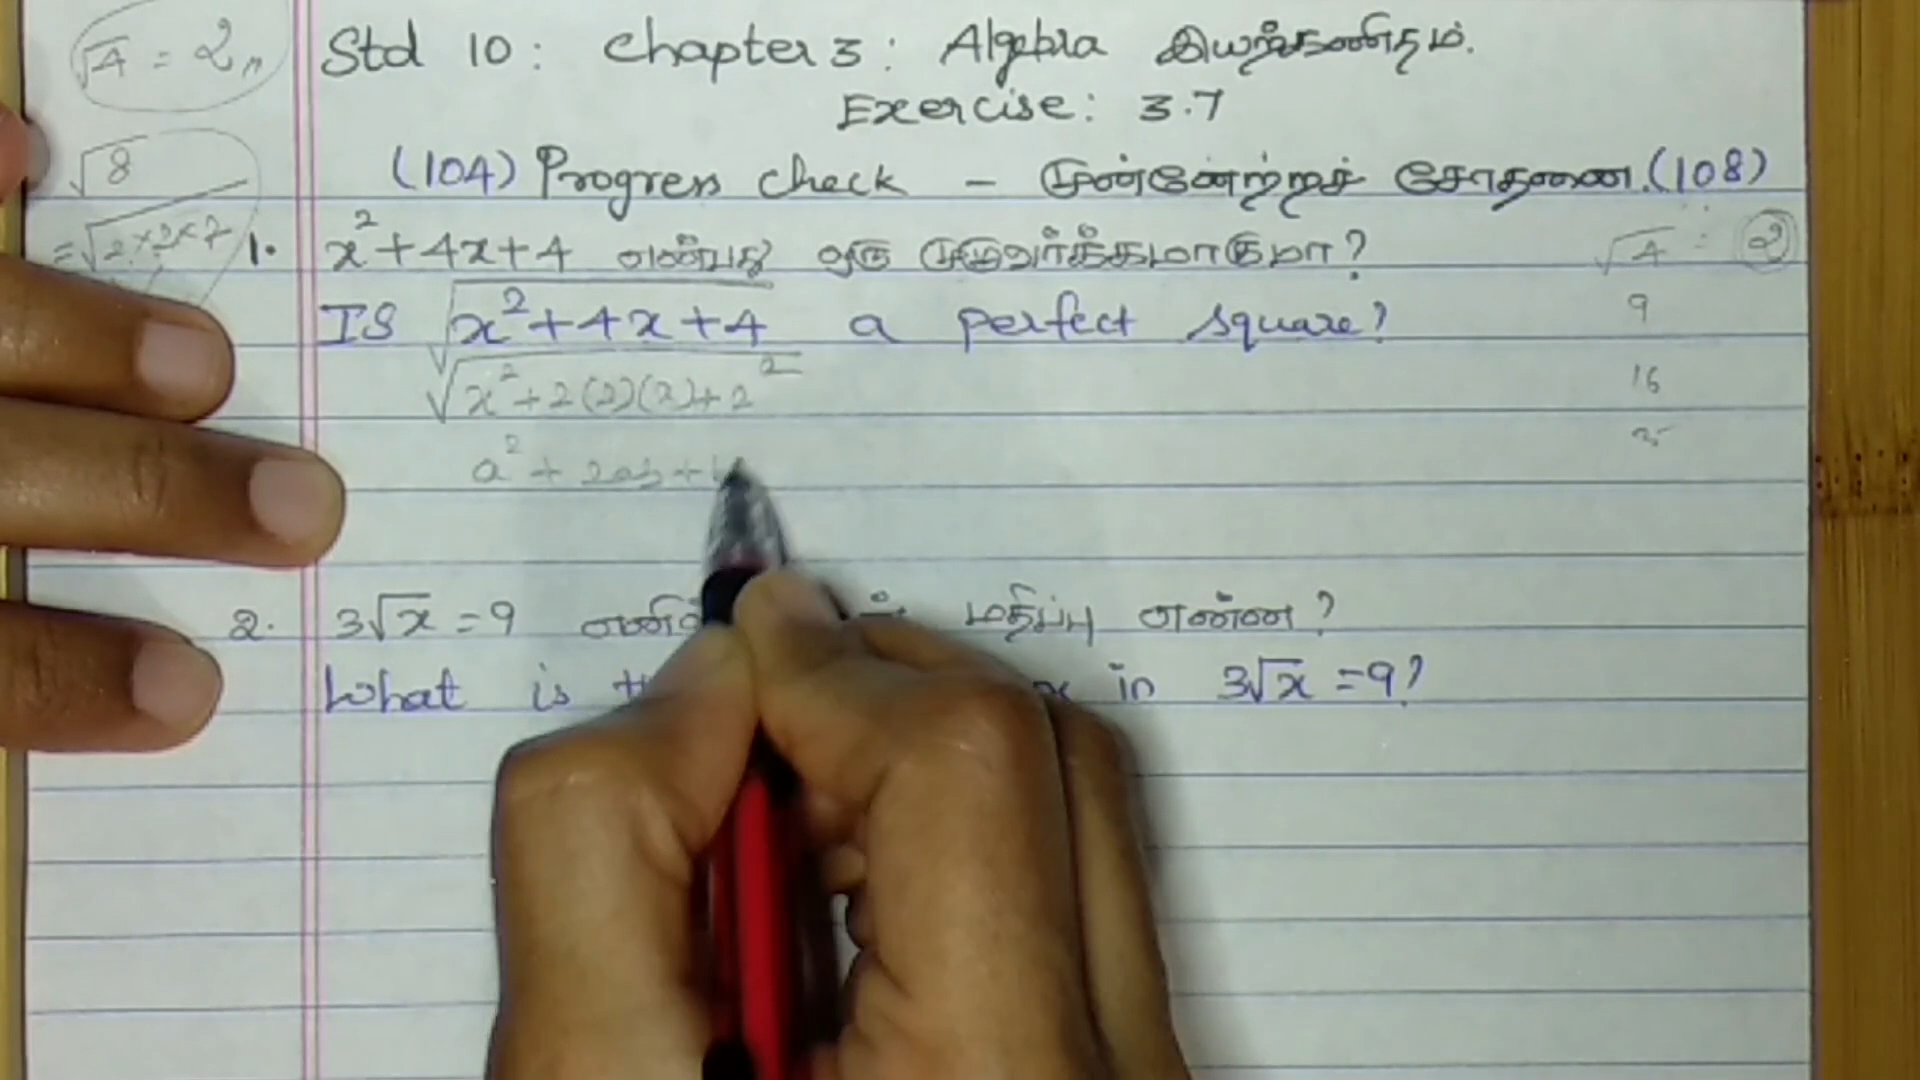 √4 = 2
Std 10: Chapter 3: Algebra இயற்கணிதம்.
Exercise: 3.7
√8
(104) Progress check - முன்னேற்றச் சோதனை. (108)
= √2×2×7
1. x² + 4x + 4 என்பது ஒரு முழுவர்க்கமாகுமா?
√4 = 2
IS √x² + 4x + 4 a perfect square?
9
√x² + 2(2)(x) + 2²
16
a² + 2ab +
2. 3√x = 9 மதிப்பு என்ன?
What is x in 3√x = 9?